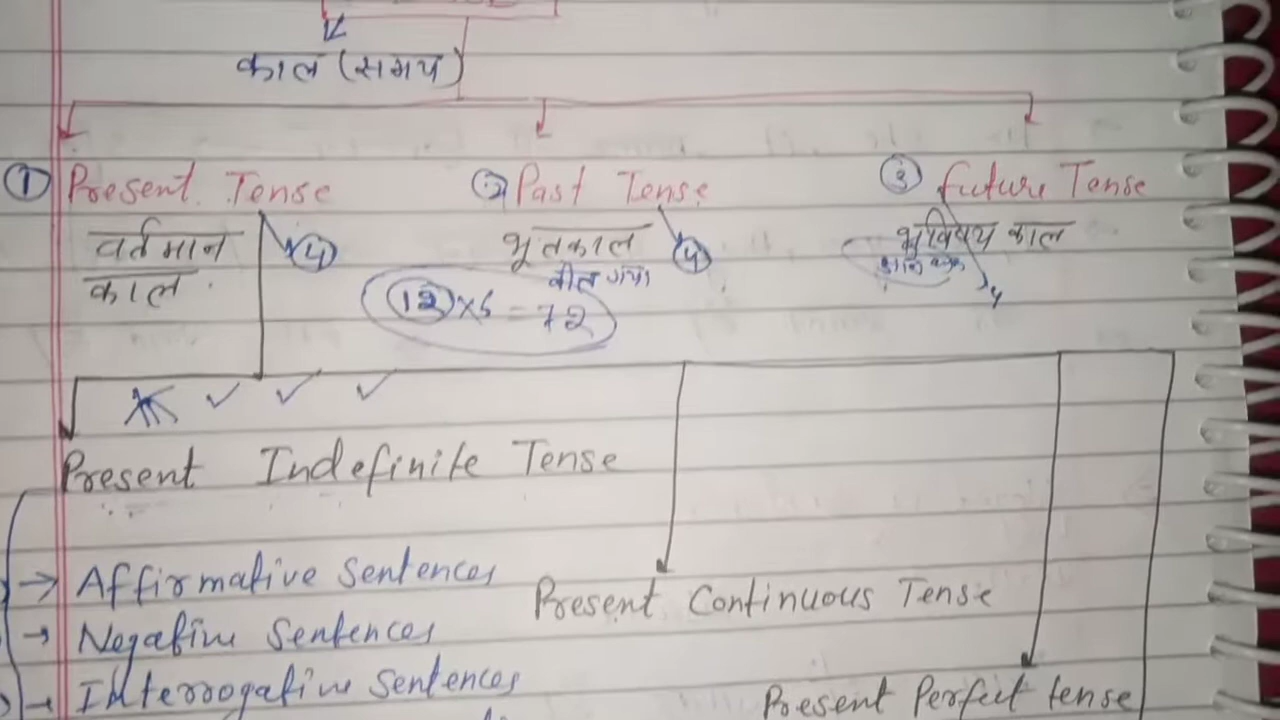 काल (समय)
① Present Tense ② Past Tense ③ Future Tense
वर्तमान काल ④
भूतकाल ④
बीत गया
भविष्य काल
4
12 × 6 = 72
Present Indefinite Tense
→ Affirmative Sentences
→ Negative Sentences
→ Interrogative Sentences
Present Continuous Tense
Present Perfect tense